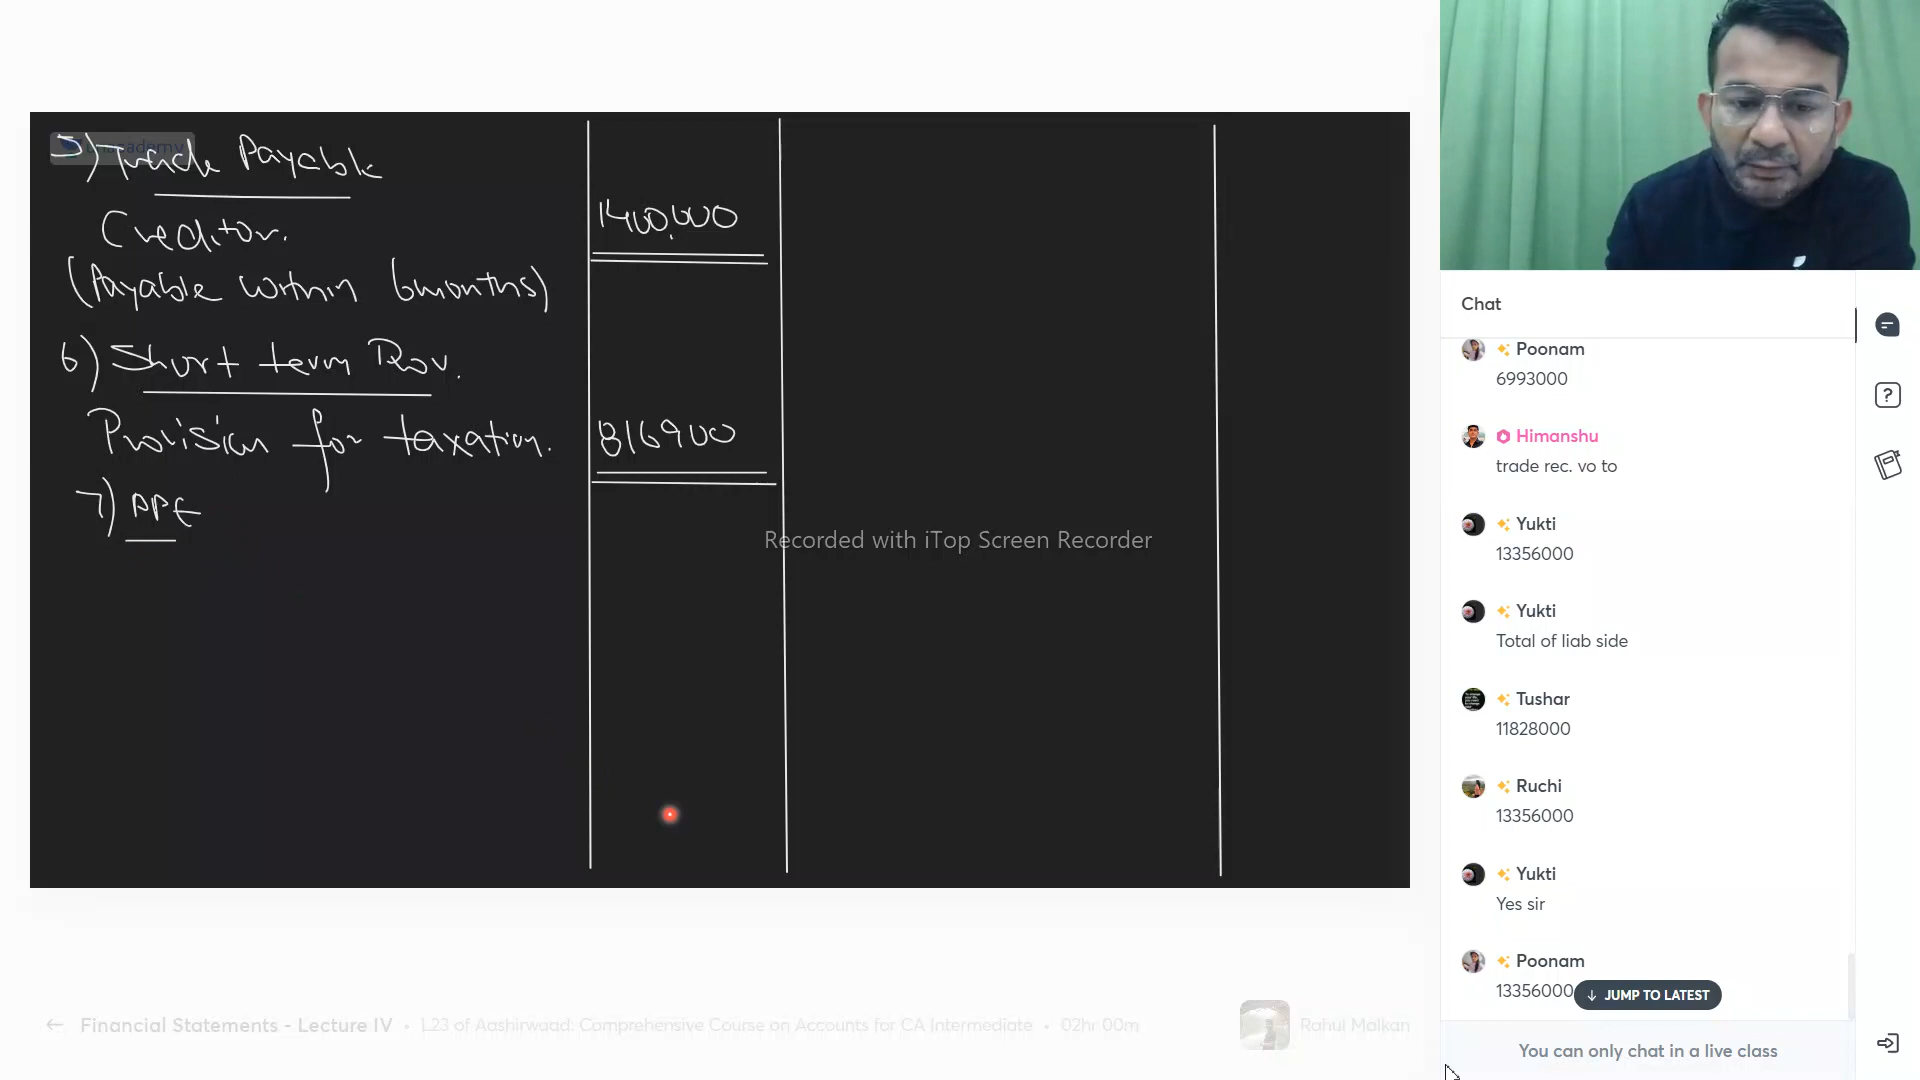 5) Trade Payable
Creditor.
1400,000
(Payable within 6months)
6) Short term Prov.
Provision for taxation.
816900
7) PPE
Recorded with iTop Screen Recorder
Chat
Poonam
6993000
Himanshu
trade rec. vo to
Yukti
13356000
Yukti
Total of liab side
Tushar
11828000
Ruchi
13356000
Yukti
Yes sir
Poonam
13356000
↓ JUMP TO LATEST
You can only chat in a live class
← Financial Statements - Lecture IV • L23 of Aashirwaad: Comprehensive Course on Accounts for CA Intermediate • 02hr 00m
Rahul Malkan